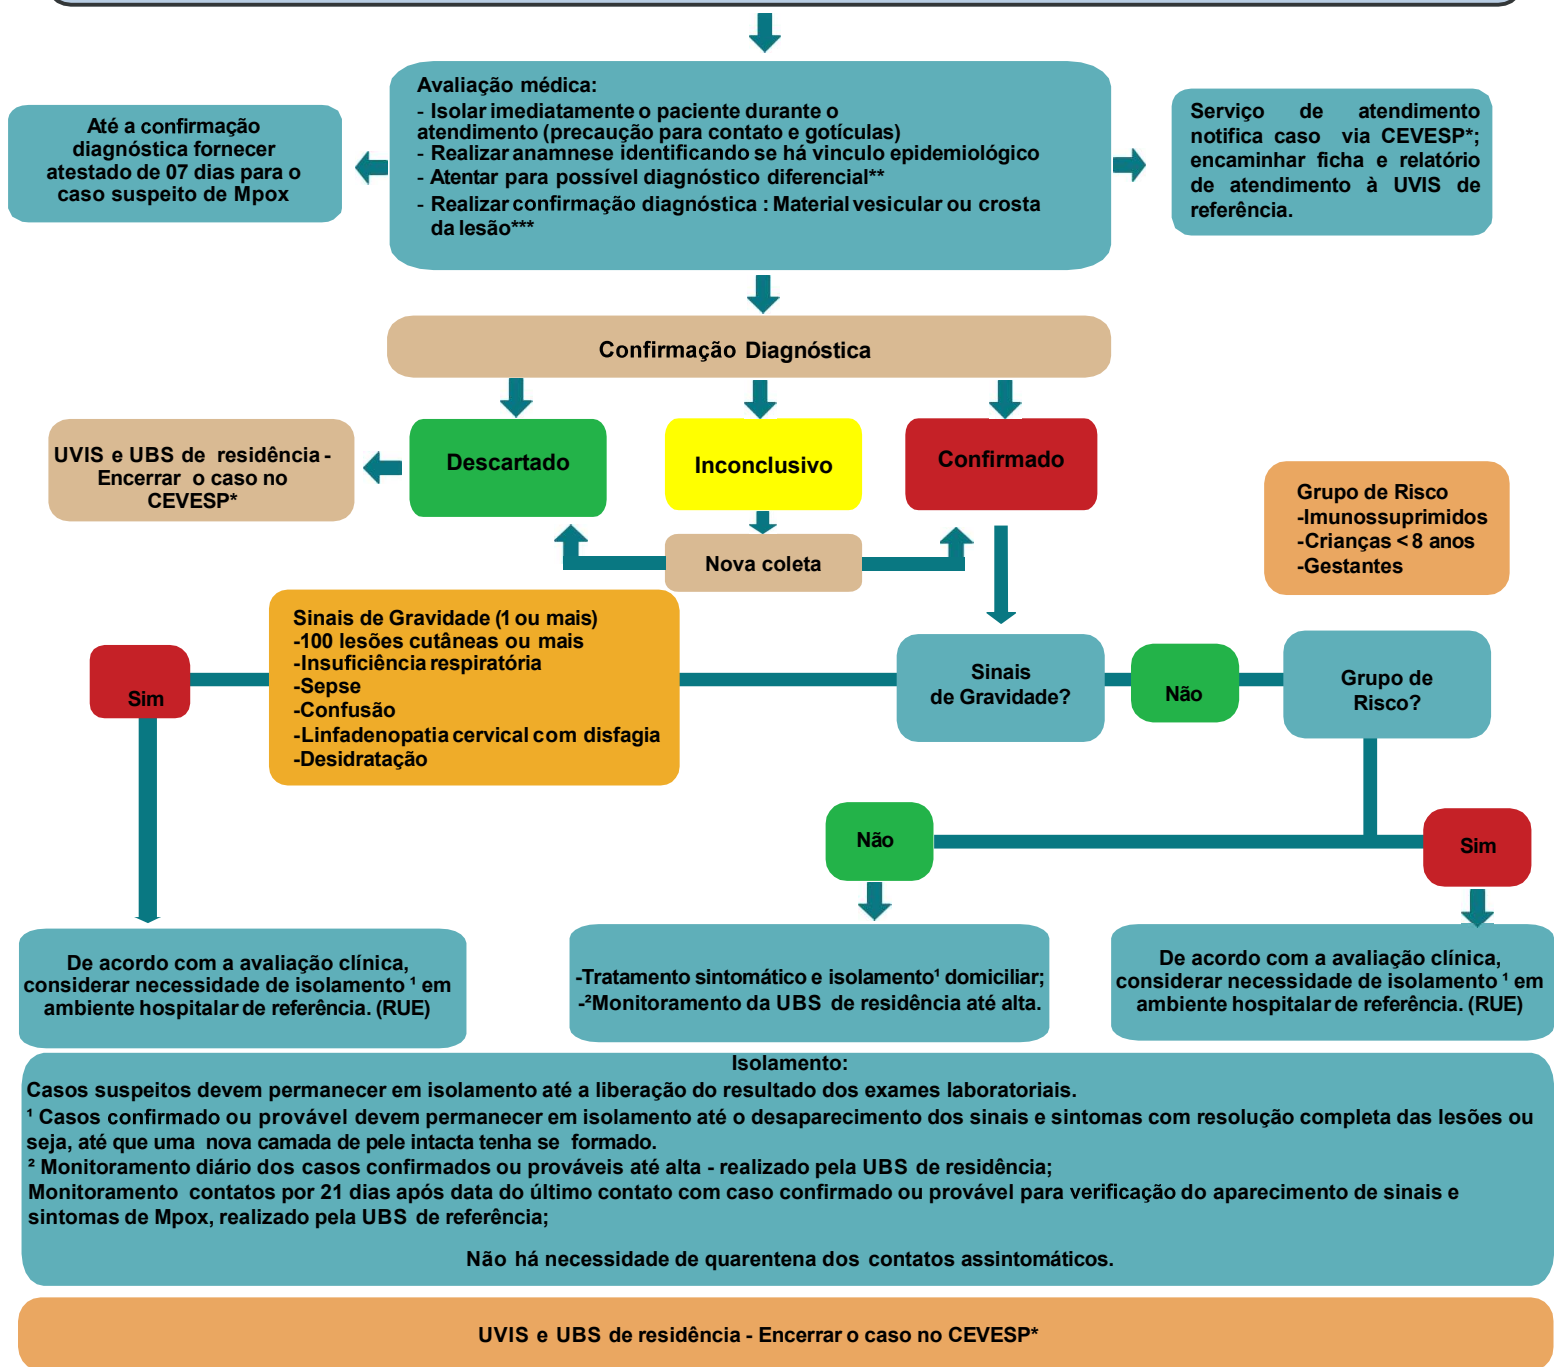 Avaliação médica:
- Isolar imediatamente o paciente durante o
atendimento (precaução para contato e gotículas)
- Realizar anamnese identificando se há vinculo epidemiológico
- Atentar para possível diagnóstico diferencial**
- Realizar confirmação diagnóstica : Material vesicular ou crosta
da lesão***
Até a confirmação
diagnóstica fornecer
atestado de 07 dias para o
caso suspeito de Mpox
Serviço de atendimento
notifica caso via CEVESP*;
encaminhar ficha e relatório
de atendimento à UVIS de
referência.
Confirmação Diagnóstica
UVIS e UBS de residência -
Encerrar o caso no
CEVESP*
Descartado
Inconclusivo
Confirmado
Nova coleta
Grupo de Risco
-Imunossuprimidos
-Crianças < 8 anos
-Gestantes
Sim
Sinais de Gravidade (1 ou mais)
-100 lesões cutâneas ou mais
-Insuficiência respiratória
-Sepse
-Confusão
-Linfadenopatia cervical com disfagia
-Desidratação
Sinais
de Gravidade?
Não
Grupo de
Risco?
Não
Sim
De acordo com a avaliação clínica,
considerar necessidade de isolamento ¹ em
ambiente hospitalar de referência. (RUE)
-Tratamento sintomático e isolamento¹ domiciliar;
-²Monitoramento da UBS de residência até alta.
De acordo com a avaliação clínica,
considerar necessidade de isolamento ¹ em
ambiente hospitalar de referência. (RUE)
Isolamento:
Casos suspeitos devem permanecer em isolamento até a liberação do resultado dos exames laboratoriais.
¹ Casos confirmado ou provável devem permanecer em isolamento até o desaparecimento dos sinais e sintomas com resolução completa das lesões ou
seja, até que uma nova camada de pele intacta tenha se formado.
² Monitoramento diário dos casos confirmados ou prováveis até alta - realizado pela UBS de residência;
Monitoramento contatos por 21 dias após data do último contato com caso confirmado ou provável para verificação do aparecimento de sinais e
sintomas de Mpox, realizado pela UBS de referência;
Não há necessidade de quarentena dos contatos assintomáticos.
UVIS e UBS de residência - Encerrar o caso no CEVESP*